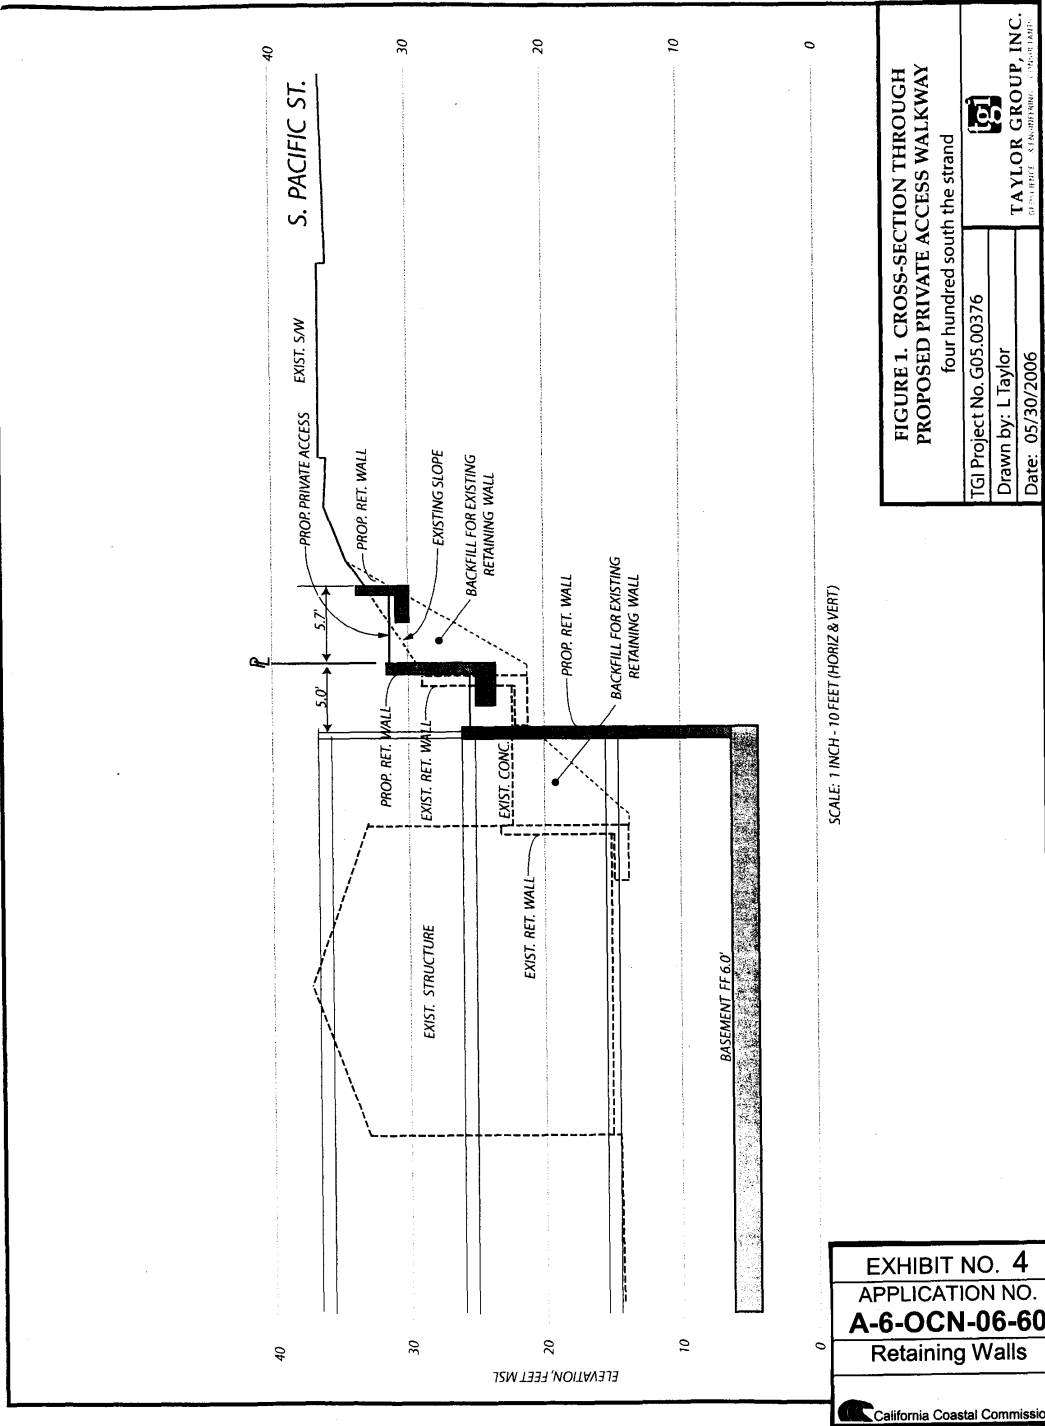 40
30
20
10
0
S. PACIFIC ST.
EXIST. S/W
PROP. PRIVATE ACCESS
PROP. RET. WALL
EXISTING SLOPE
BACKFILL FOR EXISTING
RETAINING WALL
5.7'
5.0'
PL
PROP. RET. WALL
EXIST. RET. WALL
EXIST. CONC.
PROP. RET. WALL
BACKFILL FOR EXISTING
RETAINING WALL
EXIST. STRUCTURE
EXIST. RET. WALL
BASEMENT FF 6.0'
SCALE: 1 INCH - 10 FEET (HORIZ & VERT)
40
30
20
10
0
ELEVATION, FEET MSL
FIGURE 1. CROSS-SECTION THROUGH
PROPOSED PRIVATE ACCESS WALKWAY
four hundred south the strand
TGI Project No. G05.00376
Drawn by: L Taylor
Date: 05/30/2006
tgi
TAYLOR GROUP, INC.
EXHIBIT NO. 4
APPLICATION NO.
A-6-OCN-06-60
Retaining Walls
California Coastal Commissio